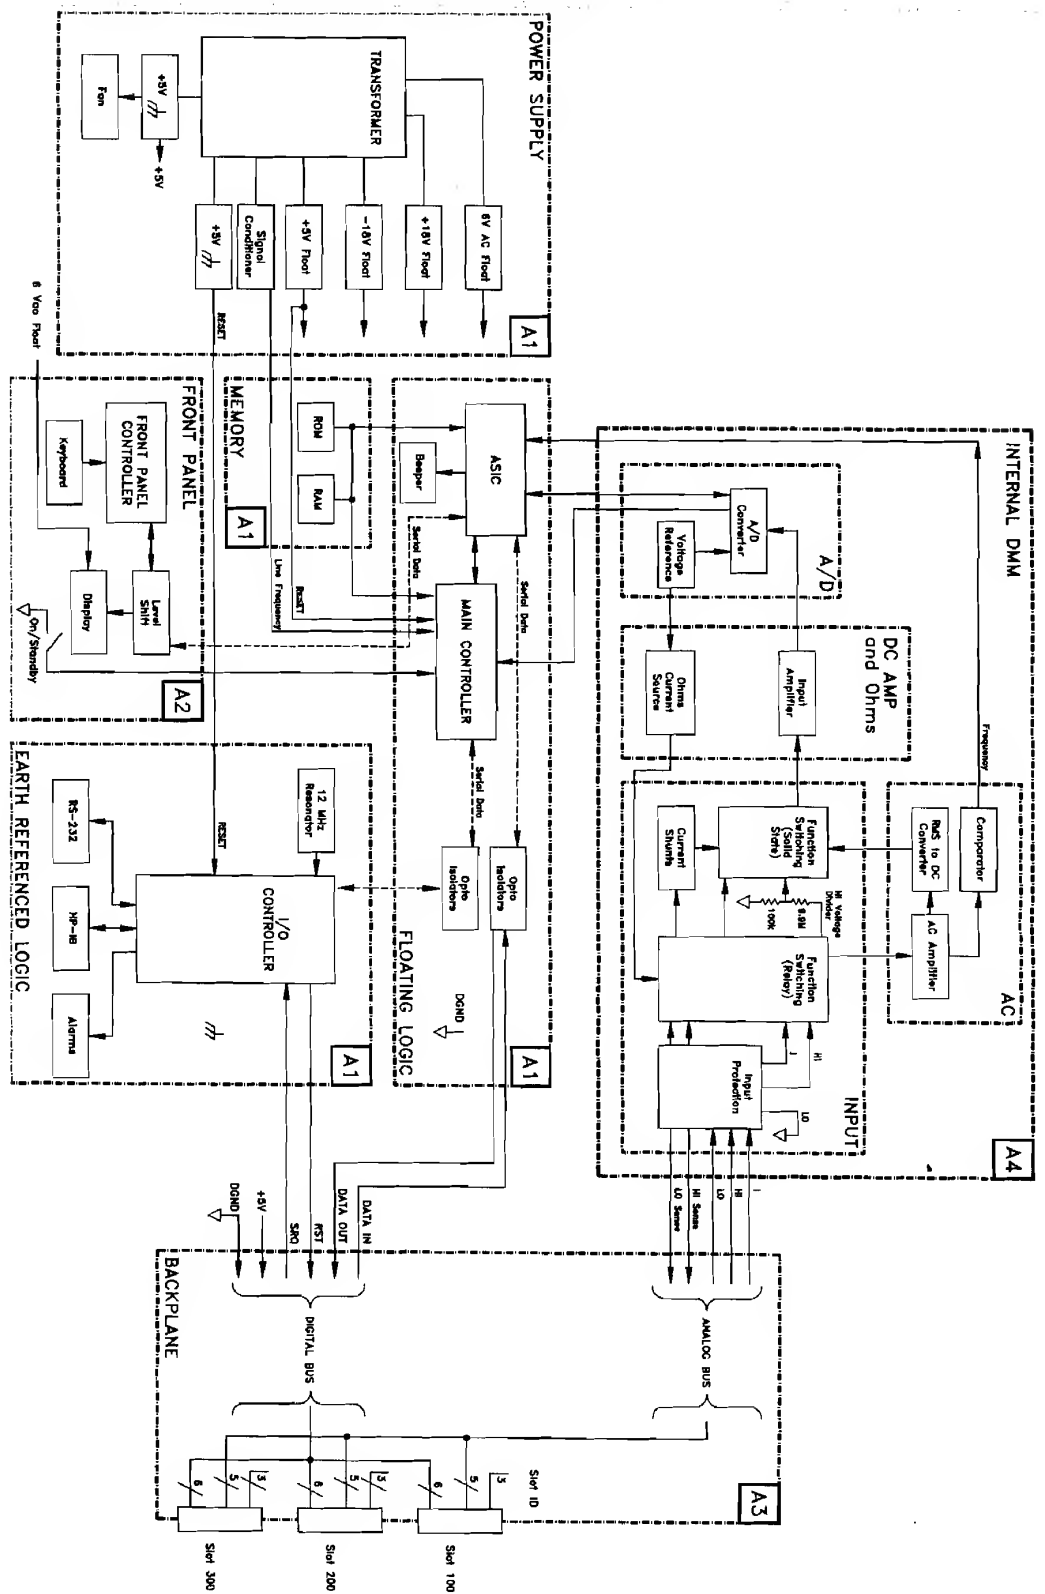 POWER SUPPLY
TRANSFORMER
+5V
Fan
+5V
6V AC Float
+18V Float
-18V Float
+5V Float
Signal
Conditioner
+5V
A1
RESET
6 Vac Float
FRONT PANEL
FRONT PANEL
CONTROLLER
Keyboard
Level
Shift
Display
On/Standby
A2
MEMORY
ROM
RAM
A1
Line Frequency
RESET
Serial Data
ASIC
Beeper
MAIN CONTROLLER
Serial Data
Serial Data
Opto
Isolators
Opto
Isolators
DGND
FLOATING LOGIC
A1
EARTH REFERENCED LOGIC
RESET
12 MHz
Resonator
I/O
CONTROLLER
RS-232
HP-IB
Alarms
A1
INTERNAL DMM
A/D
A/D
Converter
Voltage
Reference
DC AMP
and Ohms
Input
Amplifier
Ohms
Current
Source
Frequency
AC
Comparator
RMS to DC
Converter
AC Amplifier
INPUT
Function
Switching
(Solid
State)
Current
Shunts
HI Voltage
Divider
9.9M
100k
Function
Switching
(Relay)
I
HI
LO
Input
Protection
A4
I
HI
LO
HI Sense
LO Sense
DATA IN
DATA OUT
RST
SRQ
+5V
DGND
BACKPLANE
ANALOG BUS
DIGITAL BUS
Slot ID
3
5
6
3
5
6
3
5
6
A3
Slot 100
Slot 200
Slot 300